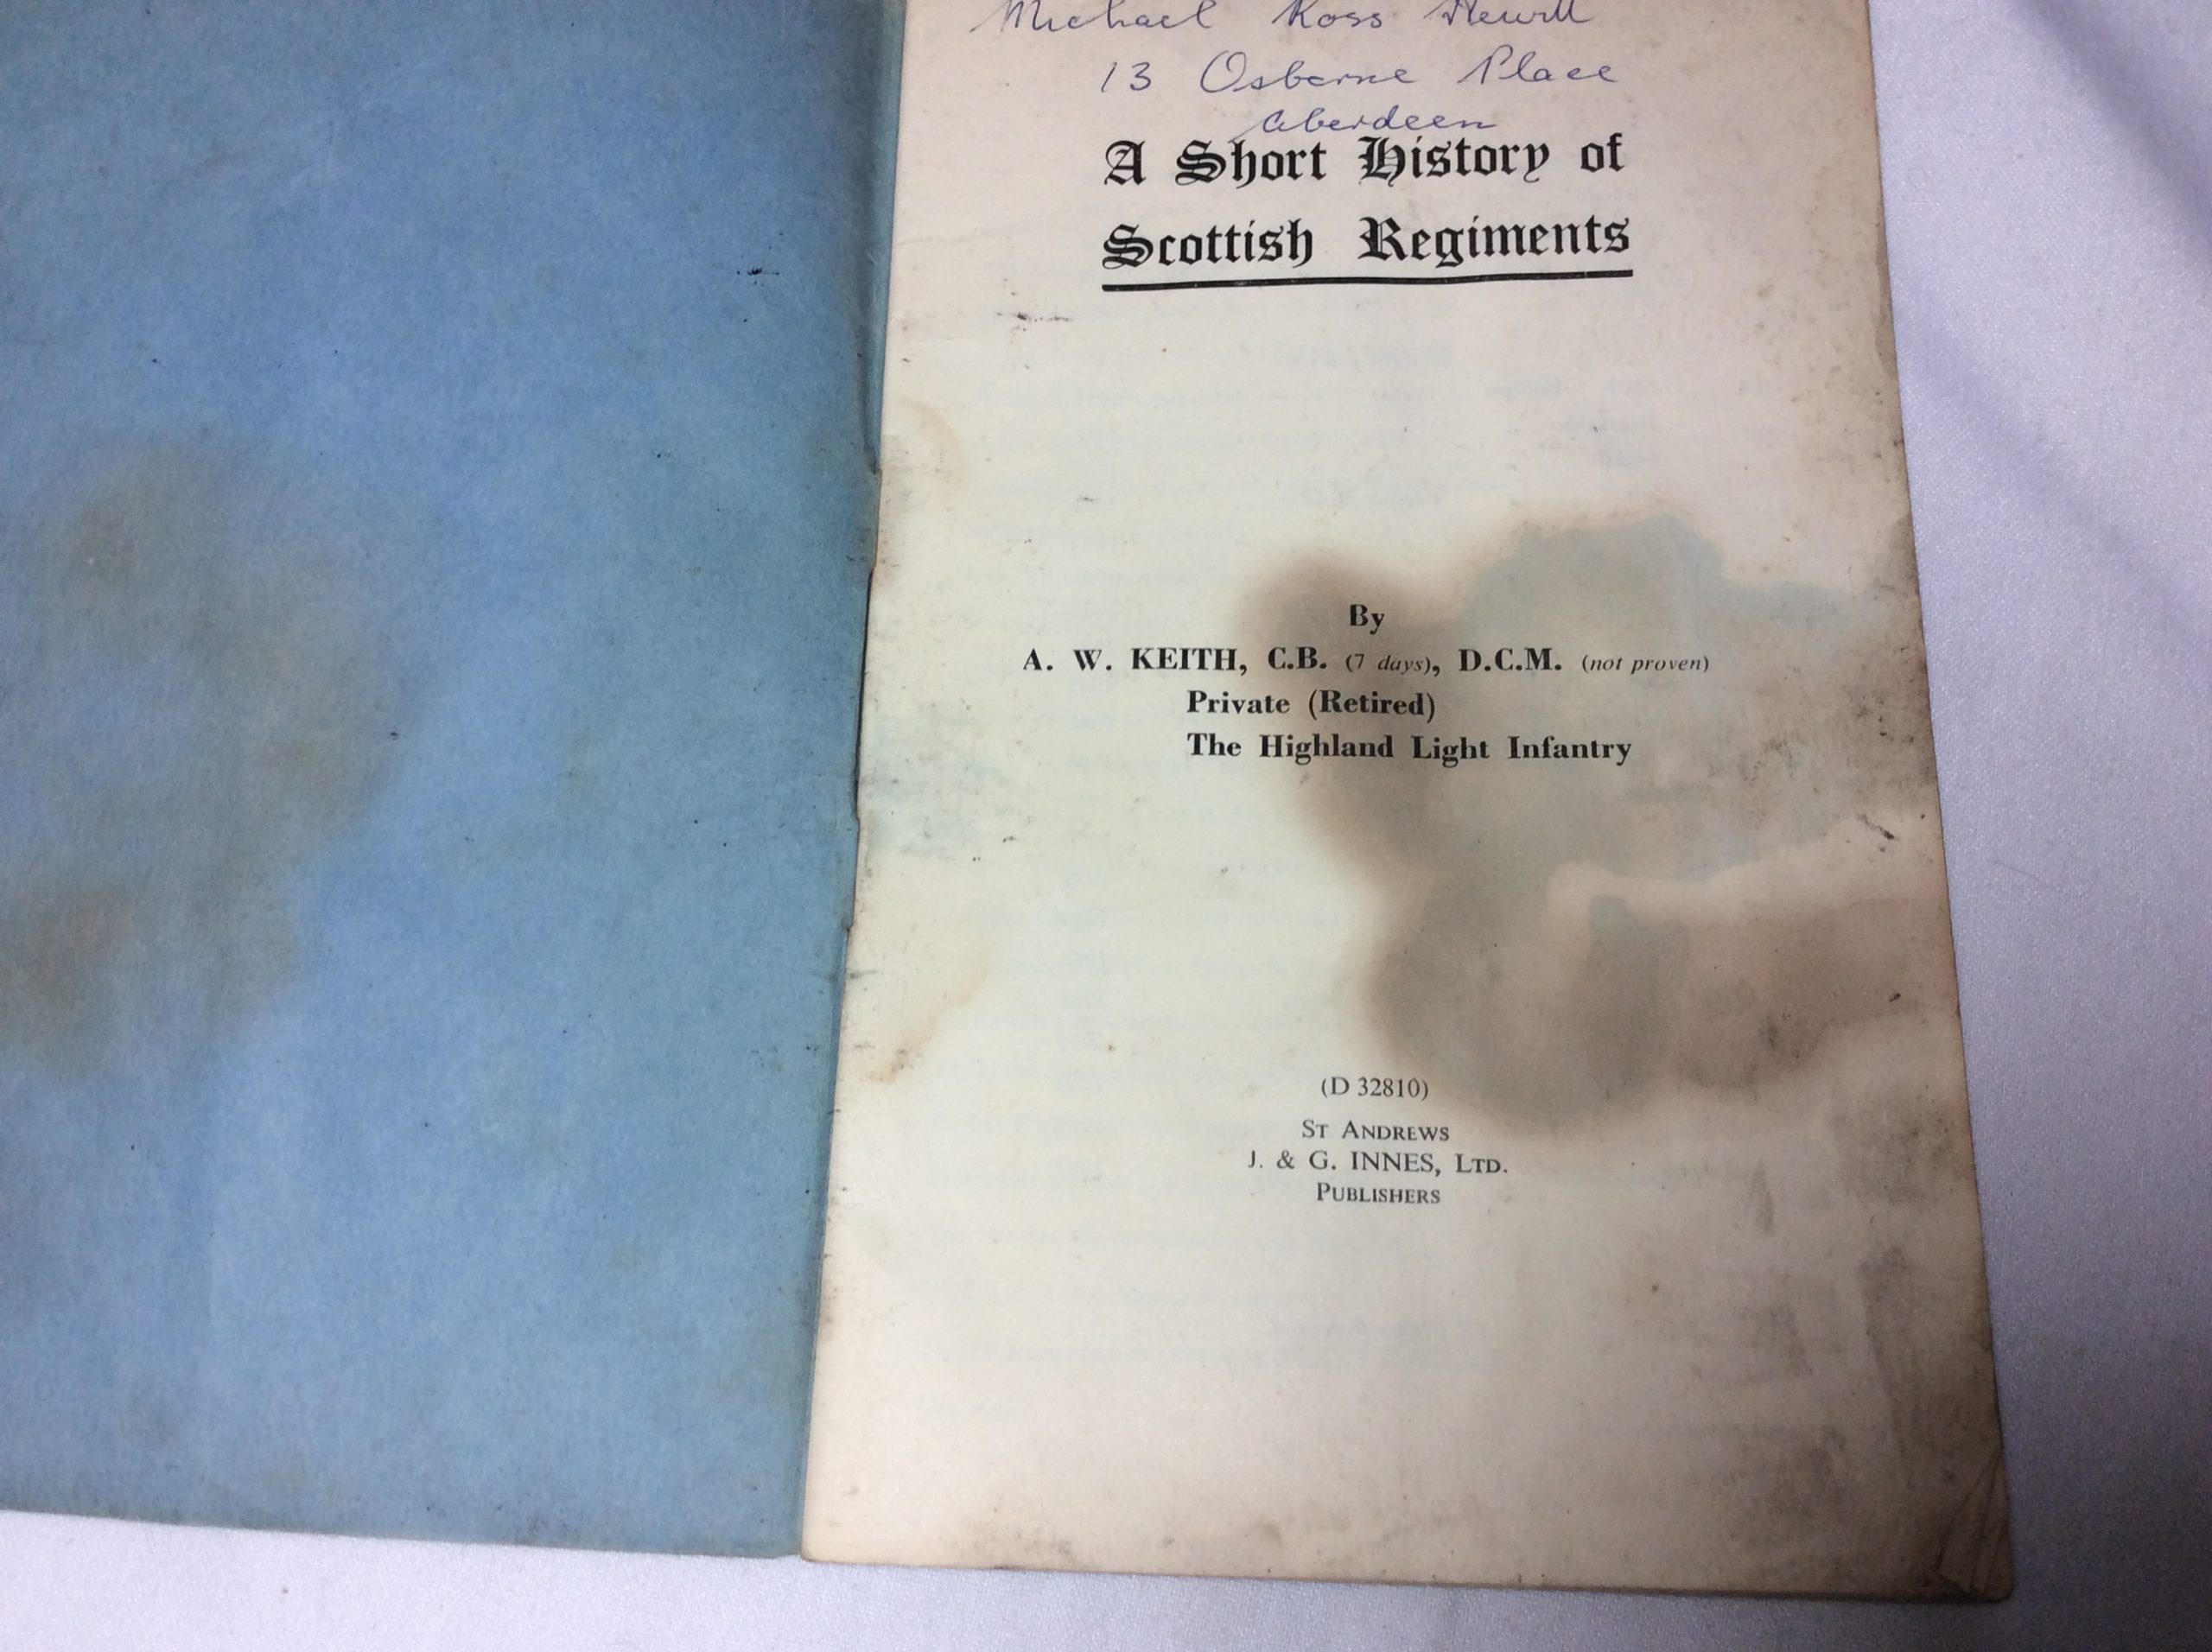 Michael Ross Hewitt
13 Osborne Place
Aberdeen
A Short History of
Scottish Regiments
By
A. W. KEITH, C.B. (7 days), D.C.M. (not proven)
Private (Retired)
The Highland Light Infantry
(D 32810)
ST ANDREWS
J. & G. INNES, LTD.
PUBLISHERS